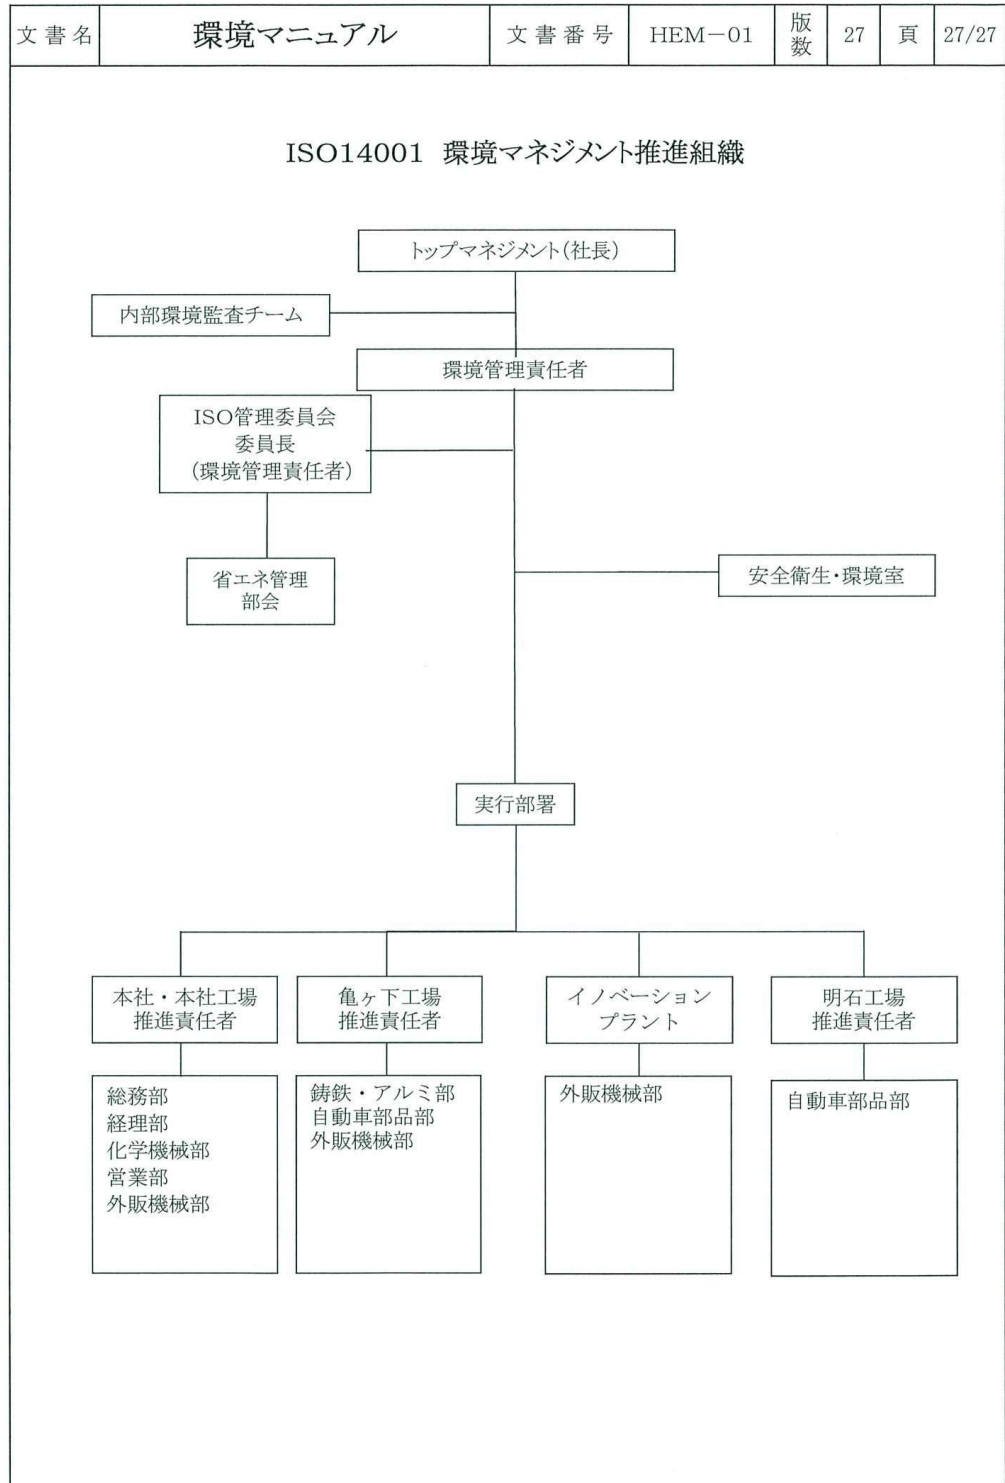 文書名 環境マニュアル 文書番号 HEM-01 版数 27 頁 27/27
ISO14001 環境マネジメント推進組織
トップマネジメント(社長)
内部環境監査チーム
環境管理責任者
ISO管理委員会
委員長
(環境管理責任者)
省エネ管理
部会
安全衛生・環境室
実行部署
本社・本社工場
推進責任者
亀ヶ下工場
推進責任者
イノベーション
プラント
明石工場
推進責任者
総務部
経理部
化学機械部
営業部
外販機械部
鋳鉄・アルミ部
自動車部品部
外販機械部
外販機械部
自動車部品部